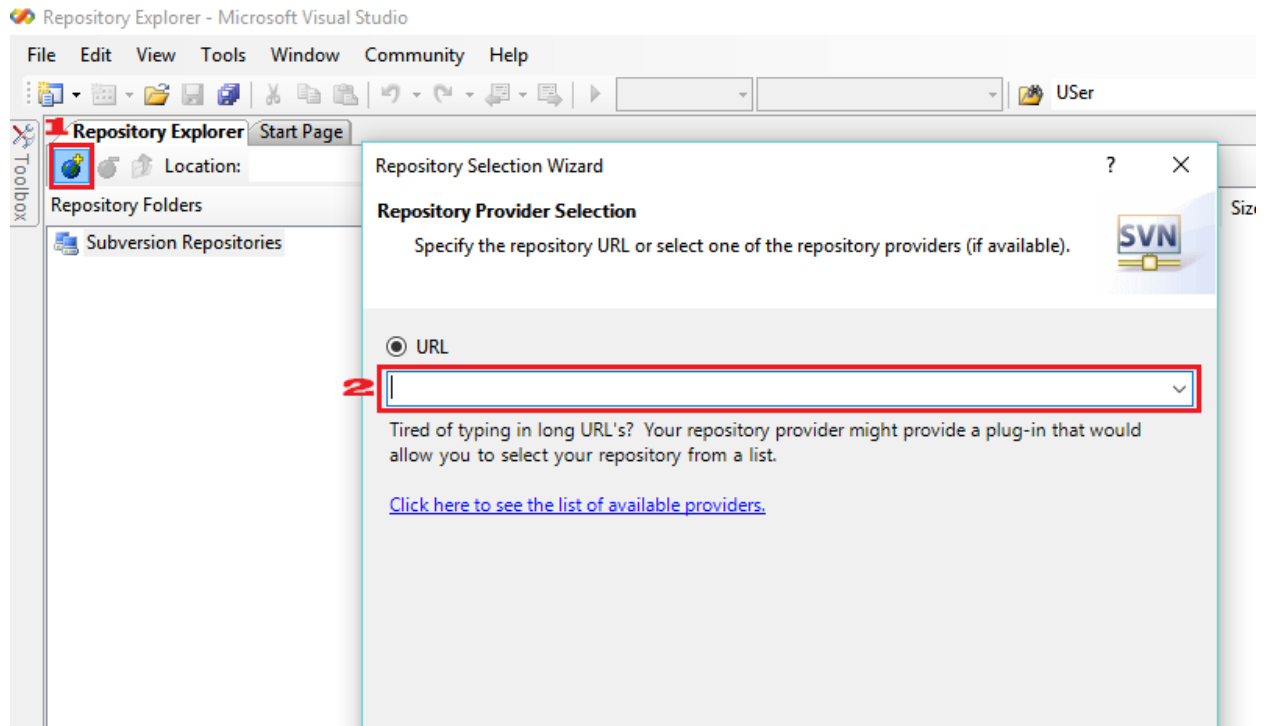 Repository Explorer - Microsoft Visual Studio
File Edit View Tools Window Community Help
USer
1
Repository Explorer Start Page
Toolbox
Location:
Repository Folders
Subversion Repositories
Repository Selection Wizard ?
Repository Provider Selection
Specify the repository URL or select one of the repository providers (if available).
SVN
URL
2
Tired of typing in long URL's? Your repository provider might provide a plug-in that would
allow you to select your repository from a list.
Click here to see the list of available providers.